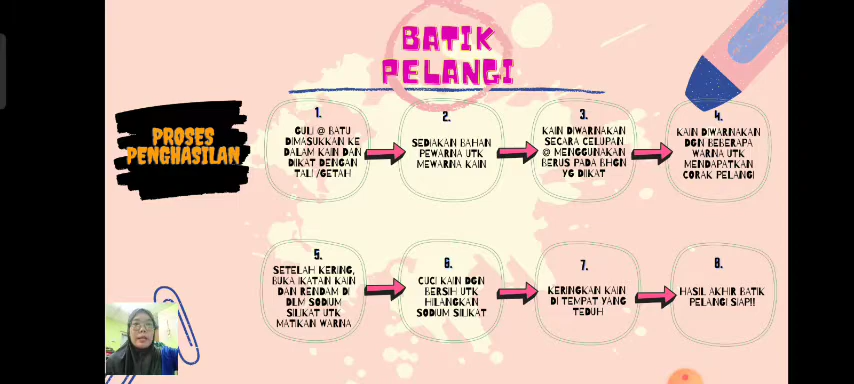 BATIK
PELANGI
PROSES
PENGHASILAN
1.
GULI @ BATU
DIMASUKKAN KE
DALAM KAIN DAN
DIIKAT DENGAN
TALI /GETAH
2.
SEDIAKAN BAHAN
PEWARNA UTK
MEWARNA KAIN
3.
KAIN DIWARNAKAN
SECARA CELUPAN
@ MENGGUNAKAN
BERUS PADA BHGN
YG DIIKAT
4.
KAIN DIWARNAKAN
DGN BEBERAPA
WARNA UTK
MENDAPATKAN
CORAK PELANGI
5.
SETELAH KERING,
BUKA IKATAN KAIN
DAN RENDAM DI
DLM SODIUM
SILIKAT UTK
MATIKAN WARNA
6.
CUCI KAIN DGN
BERSIH UTK
HILANGKAN
SODIUM SILIKAT
7.
KERINGKAN KAIN
DI TEMPAT YANG
TEDUH
8.
HASIL AKHIR BATIK
PELANGI SIAP!!